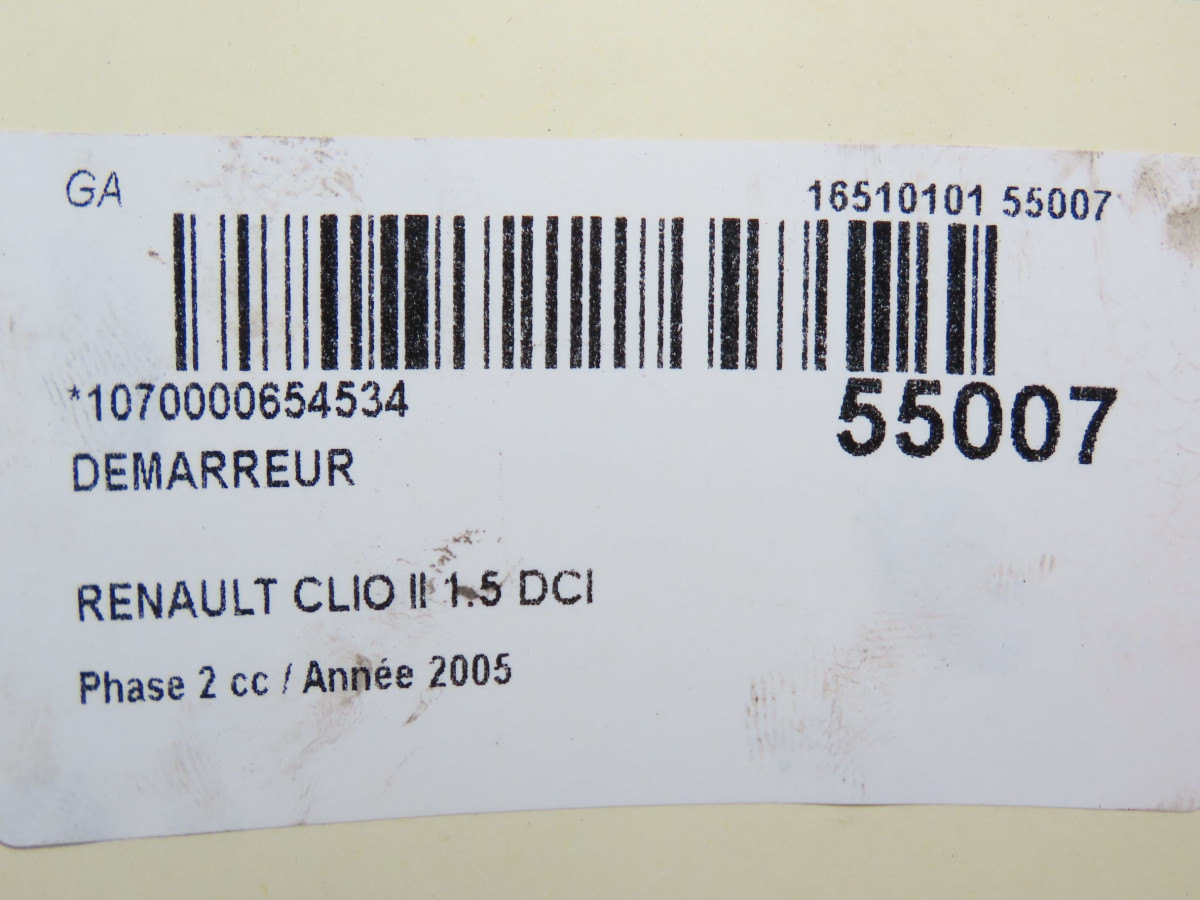 GA
16510101 55007
*1070000654534
55007
DEMARREUR
RENAULT CLIO II 1.5 DCI
Phase 2 cc / Année 2005